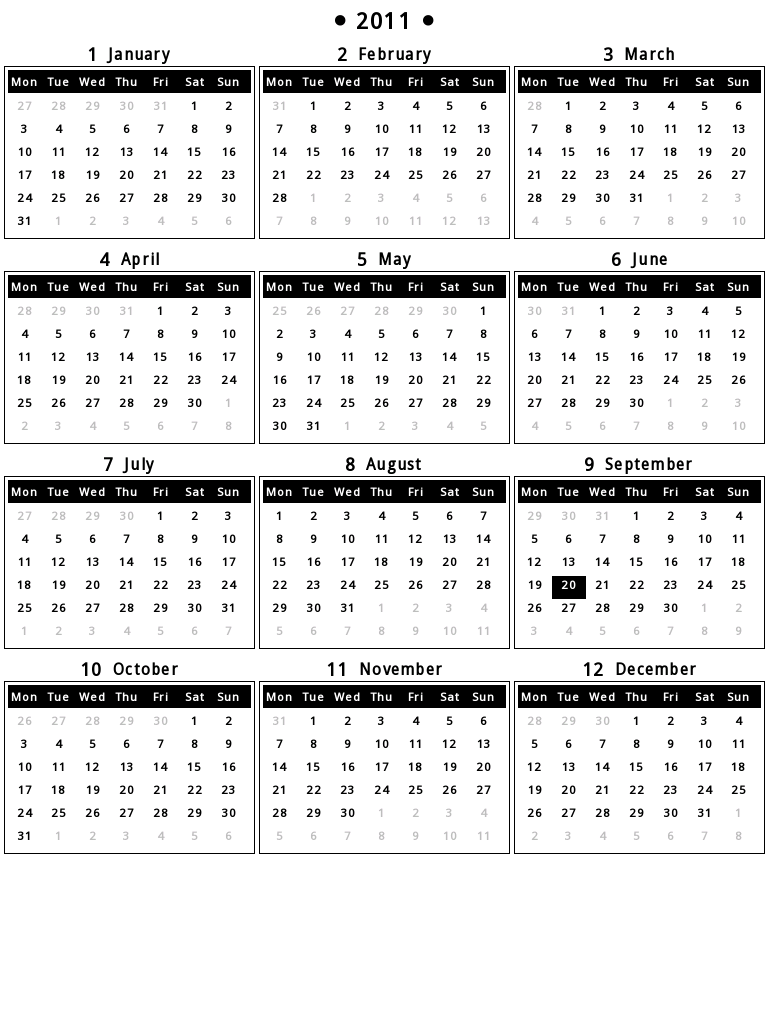 • 2011 •
1 January 2 February 3 March
Mon Tue Wed Thu Fri Sat Sun Mon Tue Wed Thu Fri Sat Sun Mon Tue Wed Thu Fri Sat Sun
27 28 29 30 31 1 2 31 1 2 3 4 5 6 28 1 2 3 4 5 6
3 4 5 6 7 8 9 7 8 9 10 11 12 13 7 8 9 10 11 12 13
10 11 12 13 14 15 16 14 15 16 17 18 19 20 14 15 16 17 18 19 20
17 18 19 20 21 22 23 21 22 23 24 25 26 27 21 22 23 24 25 26 27
24 25 26 27 28 29 30 28 1 2 3 4 5 6 28 29 30 31 1 2 3
31 1 2 3 4 5 6 7 8 9 10 11 12 13 4 5 6 7 8 9 10
4 April 5 May 6 June
Mon Tue Wed Thu Fri Sat Sun Mon Tue Wed Thu Fri Sat Sun Mon Tue Wed Thu Fri Sat Sun
28 29 30 31 1 2 3 25 26 27 28 29 30 1 30 31 1 2 3 4 5
4 5 6 7 8 9 10 2 3 4 5 6 7 8 6 7 8 9 10 11 12
11 12 13 14 15 16 17 9 10 11 12 13 14 15 13 14 15 16 17 18 19
18 19 20 21 22 23 24 16 17 18 19 20 21 22 20 21 22 23 24 25 26
25 26 27 28 29 30 1 23 24 25 26 27 28 29 27 28 29 30 1 2 3
2 3 4 5 6 7 8 30 31 1 2 3 4 5 4 5 6 7 8 9 10
7 July 8 August 9 September
Mon Tue Wed Thu Fri Sat Sun Mon Tue Wed Thu Fri Sat Sun Mon Tue Wed Thu Fri Sat Sun
27 28 29 30 1 2 3 1 2 3 4 5 6 7 29 30 31 1 2 3 4
4 5 6 7 8 9 10 8 9 10 11 12 13 14 5 6 7 8 9 10 11
11 12 13 14 15 16 17 15 16 17 18 19 20 21 12 13 14 15 16 17 18
18 19 20 21 22 23 24 22 23 24 25 26 27 28 19 20 21 22 23 24 25
25 26 27 28 29 30 31 29 30 31 1 2 3 4 26 27 28 29 30 1 2
1 2 3 4 5 6 7 5 6 7 8 9 10 11 3 4 5 6 7 8 9
10 October 11 November 12 December
Mon Tue Wed Thu Fri Sat Sun Mon Tue Wed Thu Fri Sat Sun Mon Tue Wed Thu Fri Sat Sun
26 27 28 29 30 1 2 31 1 2 3 4 5 6 28 29 30 1 2 3 4
3 4 5 6 7 8 9 7 8 9 10 11 12 13 5 6 7 8 9 10 11
10 11 12 13 14 15 16 14 15 16 17 18 19 20 12 13 14 15 16 17 18
17 18 19 20 21 22 23 21 22 23 24 25 26 27 19 20 21 22 23 24 25
24 25 26 27 28 29 30 28 29 30 1 2 3 4 26 27 28 29 30 31 1
31 1 2 3 4 5 6 5 6 7 8 9 10 11 2 3 4 5 6 7 8